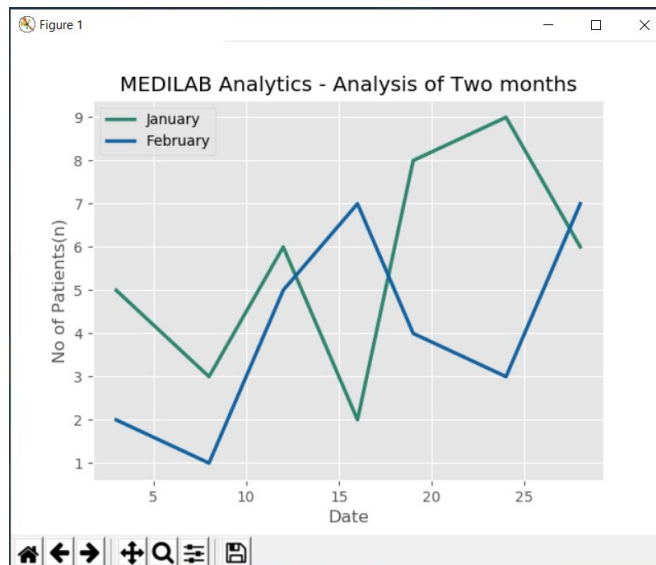 Figure 1
MEDILAB Analytics - Analysis of Two months
January
February
No of Patients(n)
9
8
7
6
5
4
3
2
1
5 10 15 20 25
Date